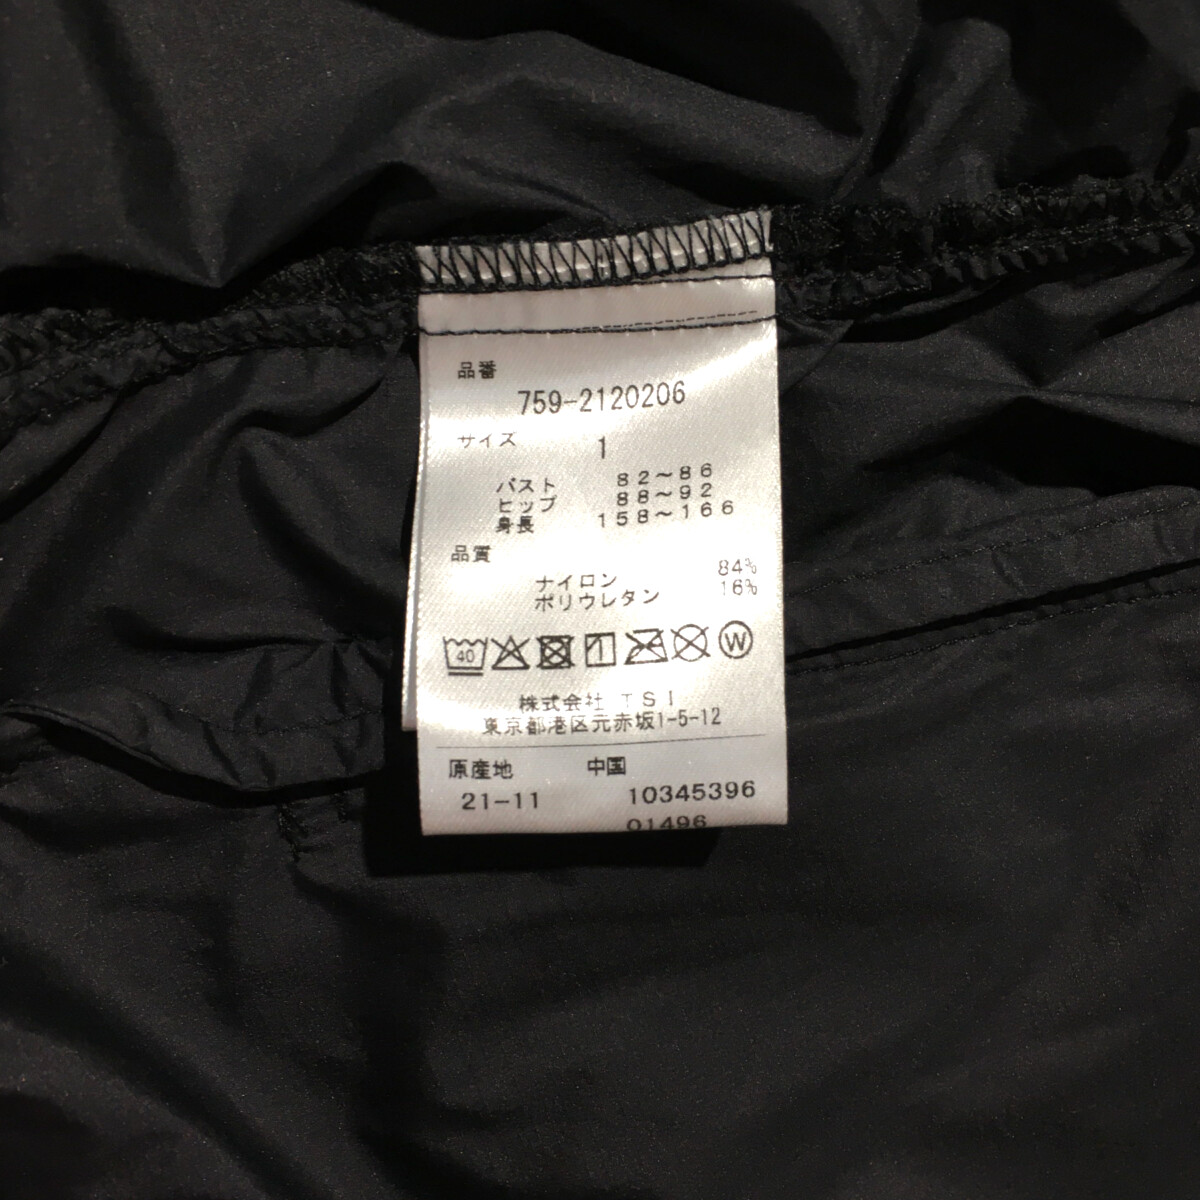 品番
759-2120206
サイズ 1
バスト 82～86
ヒップ 88～92
身長 158～166
品質
ナイロン 84%
ポリウレタン 16%
40 W
株式会社 TSI
東京都港区元赤坂1-5-12
原産地 中国
21-11 10345396
01496